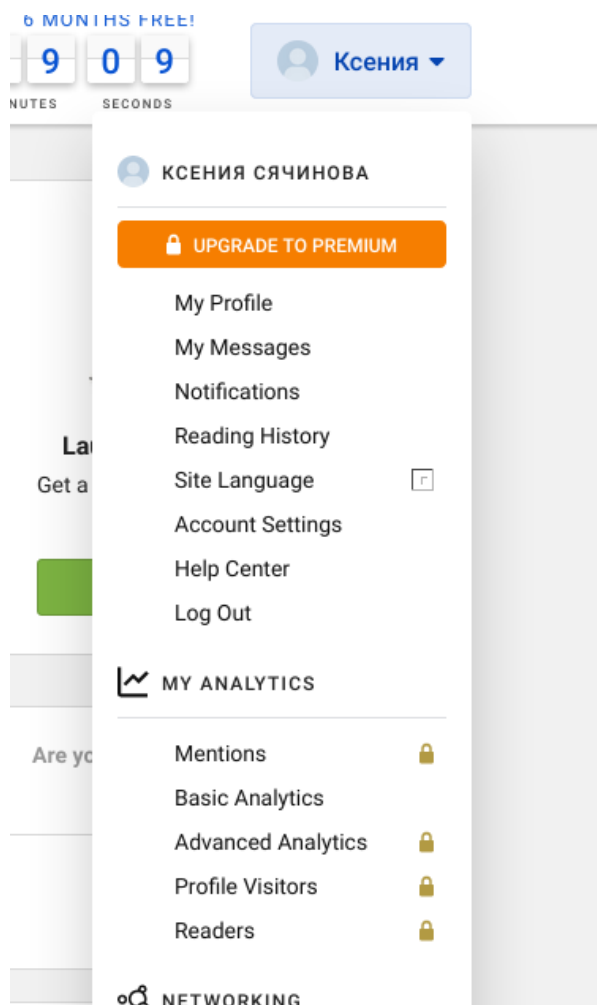 6 MONTHS FREE!
9 0 9
SECONDS
Ксения
КСЕНИЯ СЯЧИНОВА
UPGRADE TO PREMIUM
My Profile
My Messages
Notifications
Reading History
Get a
Site Language
Account Settings
Help Center
Log Out
MY ANALYTICS
Are
Mentions
Basic Analytics
Advanced Analytics
Profile Visitors
Readers
NETWORKING